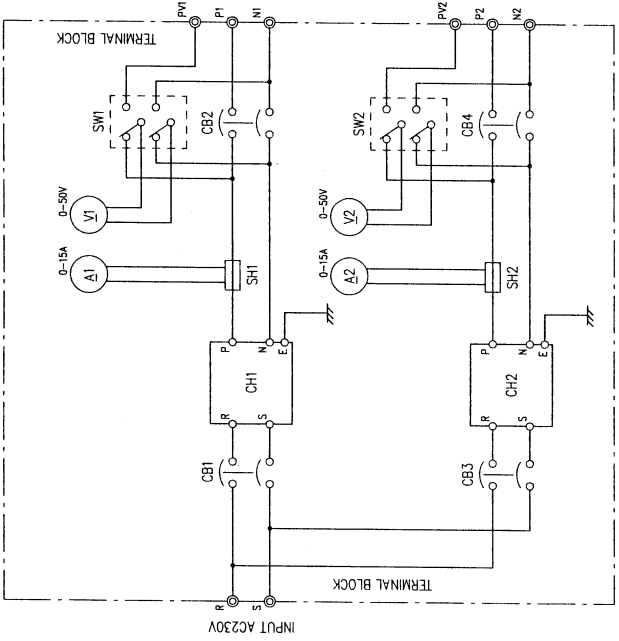 PV1
P1
N1
TERMINAL BLOCK
PV2
P2
N2
SW1
CB2
SW2
CB4
0-50V
V1
0-50V
V2
0-15A
A1
SH1
0-15A
A2
SH2
P
N
E
CH1
R
S
P
N
E
CH2
R
S
CB1
CB3
TERMINAL BLOCK
R
S
INPUT AC230V